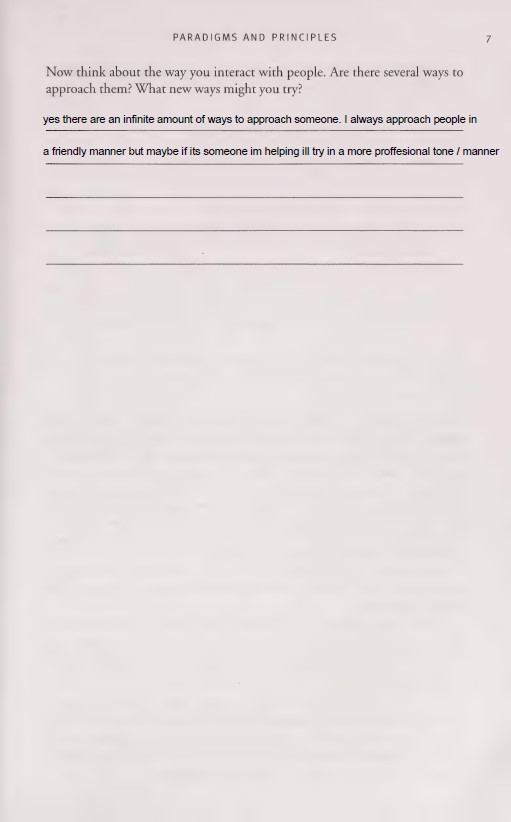 PARADIGMS AND PRINCIPLES 7
Now think about the way you interact with people. Are there several ways to
approach them? What new ways might you try?
yes there are an infinite amount of ways to approach someone. I always approach people in
a friendly manner but maybe if its someone im helping ill try in a more proffesional tone / manner